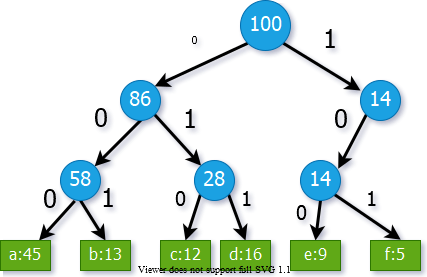 100
0 1
86 14
0 1 0
58 28 14
0 1 0 1 0 1
a:45 b:13 c:12 d:16 e:9 f:5
Viewer does not support full SVG 1.1